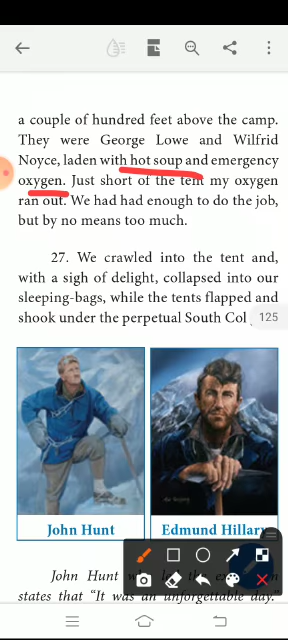 a couple of hundred feet above the camp.
They were George Lowe and Wilfrid
Noyce, laden with hot soup and emergency
oxygen. Just short of the tent my oxygen
ran out. We had had enough to do the job,
but by no means too much.
27. We crawled into the tent and,
with a sigh of delight, collapsed into our
sleeping-bags, while the tents flapped and
shook under the perpetual South Col
125
John Hunt
Edmund Hillary
John Hunt
states that “It was an unforgettable day.”